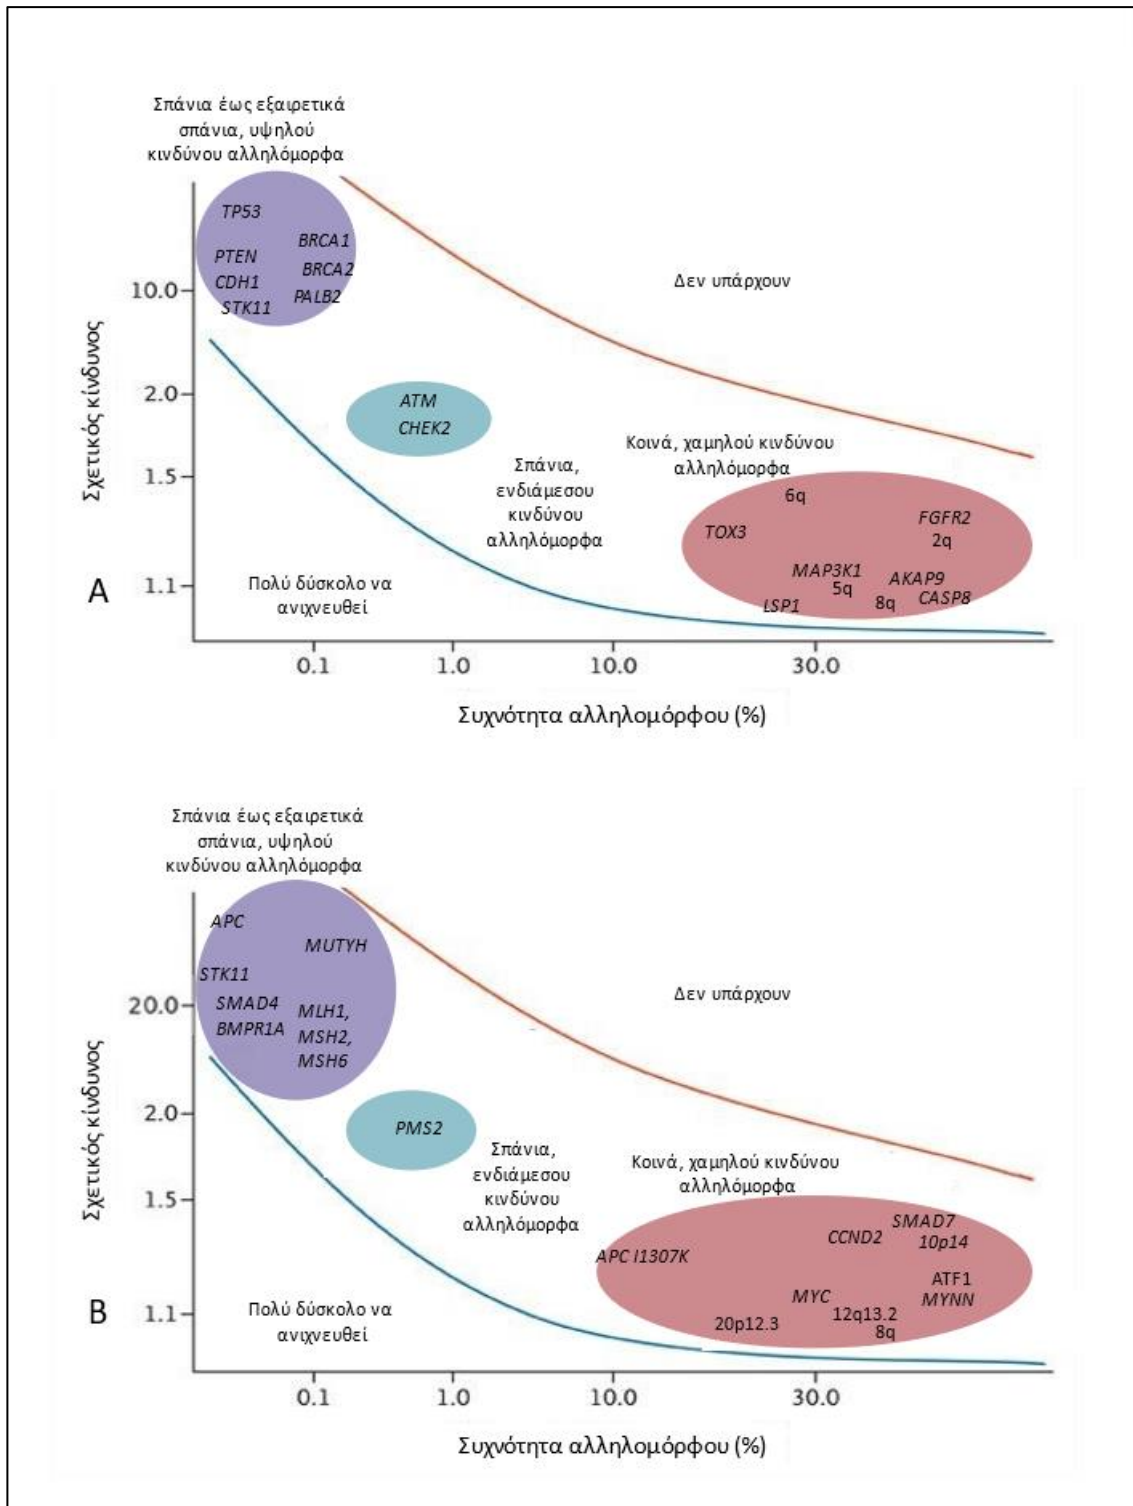 Σπάνια έως εξαιρετικά
σπάνια, υψηλού
κινδύνου αλληλόμορφα
TP53
BRCA1
PTEN
BRCA2
CDH1
PALB2
STK11
10.0
Δεν υπάρχουν
Σχετικός κίνδυνος
2.0
ATM
CHEK2
Κοινά, χαμηλού κινδύνου
αλληλόμορφα
Σπάνια,
ενδιάμεσου
κινδύνου
αλληλόμορφα
1.5
6q
TOX3
FGFR2
2q
MAP3K1
5q
AKAP9
CASP8
LSP1
8q
A
1.1
Πολύ δύσκολο να
ανιχνευθεί
0.1
1.0
10.0
30.0
Συχνότητα αλληλομόρφου (%)
Σπάνια έως εξαιρετικά
σπάνια, υψηλού
κινδύνου αλληλόμορφα
APC
MUTYH
STK11
SMAD4
BMPR1A
MLH1,
MSH2,
MSH6
20.0
Δεν υπάρχουν
Σχετικός κίνδυνος
2.0
PMS2
Σπάνια,
ενδιάμεσου
κινδύνου
αλληλόμορφα
Κοινά, χαμηλού κινδύνου
αλληλόμορφα
1.5
SMAD7
CCND2
10p14
APC I1307K
ATF1
MYNN
MYC
12q13.2
20p12.3
8q
B
1.1
Πολύ δύσκολο να
ανιχνευθεί
0.1
1.0
10.0
30.0
Συχνότητα αλληλομόρφου (%)